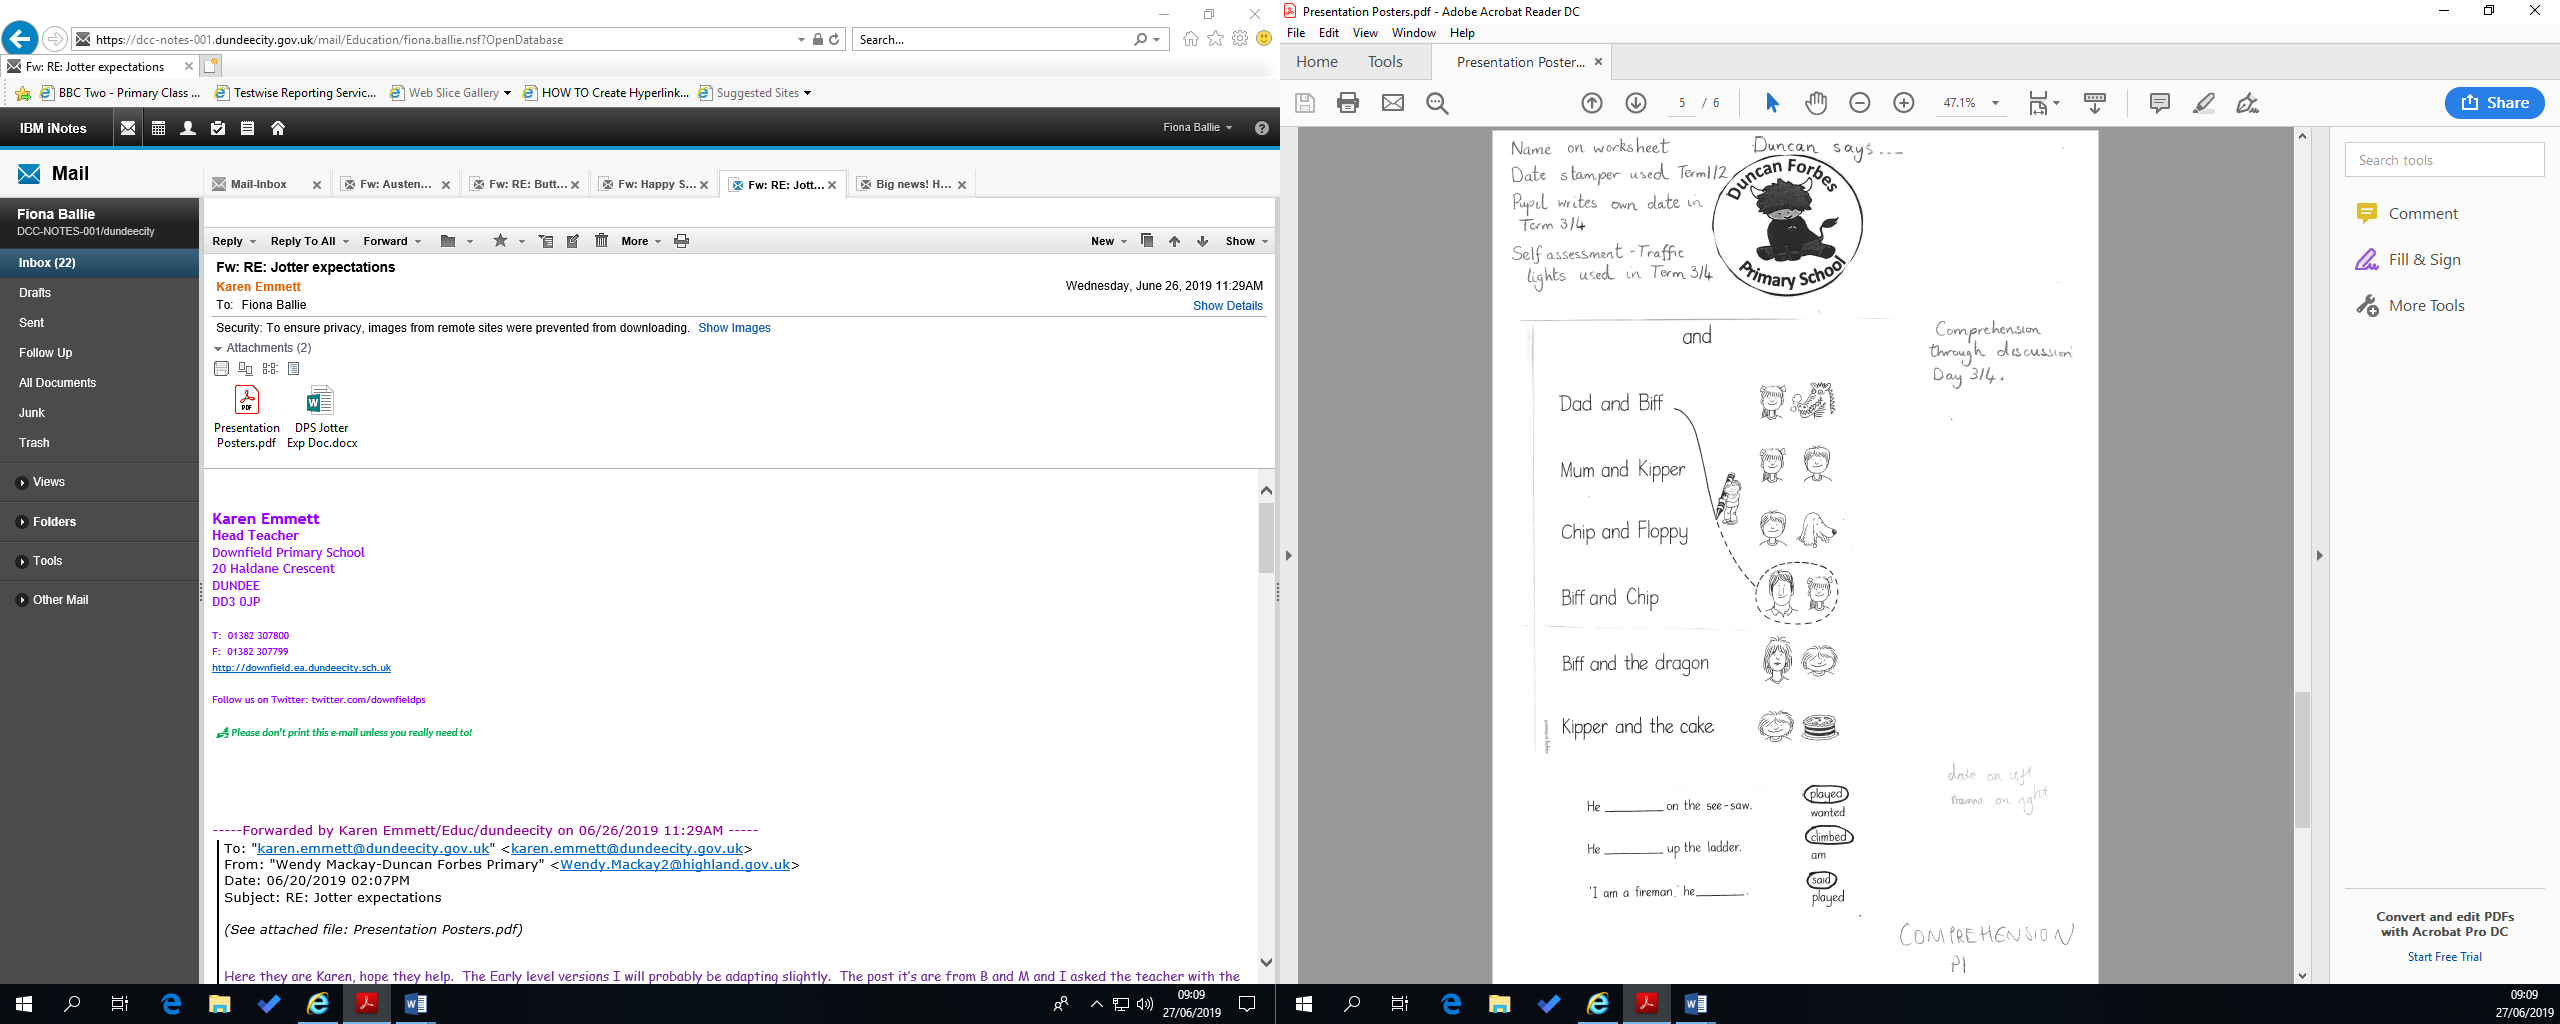 https://dcc-notes-001.dundeecity.gov.uk/mail/Education/fiona.ballie.nsf?OpenDatabase
Search...
Fw: RE: Jotter expectations
BBC Two - Primary Class ...
Testwise Reporting Servic...
Web Slice Gallery
HOW TO Create Hyperlink...
Suggested Sites
IBM iNotes
Fiona Ballie
Mail
Mail-Inbox
Fw: Austen...
Fw: RE: Butt...
Fw: Happy S...
Fw: RE: Jott...
Big news! H...
Fiona Ballie
DCC-NOTES-001/dundeecity
Inbox (22)
Drafts
Sent
Follow Up
All Documents
Junk
Trash
Views
Folders
Tools
Other Mail
Reply
Reply To All
Forward
More
New
Show
Fw: RE: Jotter expectations
Karen Emmett
Wednesday, June 26, 2019 11:29AM
To: Fiona Ballie
Show Details
Security: To ensure privacy, images from remote sites were prevented from downloading. Show Images
Attachments (2)
Presentation Posters.pdf
DPS Jotter Exp Doc.docx
Karen Emmett
Head Teacher
Downfield Primary School
20 Haldane Crescent
DUNDEE
DD3 0JP
T: 01382 307800
F: 01382 307799
http://downfield.ea.dundeecity.sch.uk
Follow us on Twitter: twitter.com/downfieldps
Please don't print this e-mail unless you really need to!
-----Forwarded by Karen Emmett/Educ/dundeecity on 06/26/2019 11:29AM -----
To: "karen.emmett@dundeecity.gov.uk" <karen.emmett@dundeecity.gov.uk>
From: "Wendy Mackay-Duncan Forbes Primary" <Wendy.Mackay2@highland.gov.uk>
Date: 06/20/2019 02:07PM
Subject: RE: Jotter expectations
(See attached file: Presentation Posters.pdf)
Here they are Karen, hope they help. The Early level versions I will probably be adapting slightly. The post it's are from B and M and I asked the teacher with the
09:09
27/06/2019
Presentation Posters.pdf - Adobe Acrobat Reader DC
File Edit View Window Help
Home
Tools
Presentation Poster...
5 / 6
47.1%
Share
Name on worksheet
Date stamper used Term 1/2
Pupil writes own date in
Term 3/4
Self assessment - Traffic
lights used in Term 3/4
Duncan says...
Duncan Forbes
Primary School
and
Comprehension
through discussion
Day 3/4.
Dad and Biff
Mum and Kipper
Chip and Floppy
Biff and Chip
Biff and the dragon
Kipper and the cake
date on left
name on right
He ________ on the see-saw.
played
wanted
He ________ up the ladder.
climbed
am
'I am a fireman,' he ________.
said
played
COMPREHENSION
P1
Search tools
Comment
Fill & Sign
More Tools
Convert and edit PDFs
with Acrobat Pro DC
Start Free Trial
09:09
27/06/2019